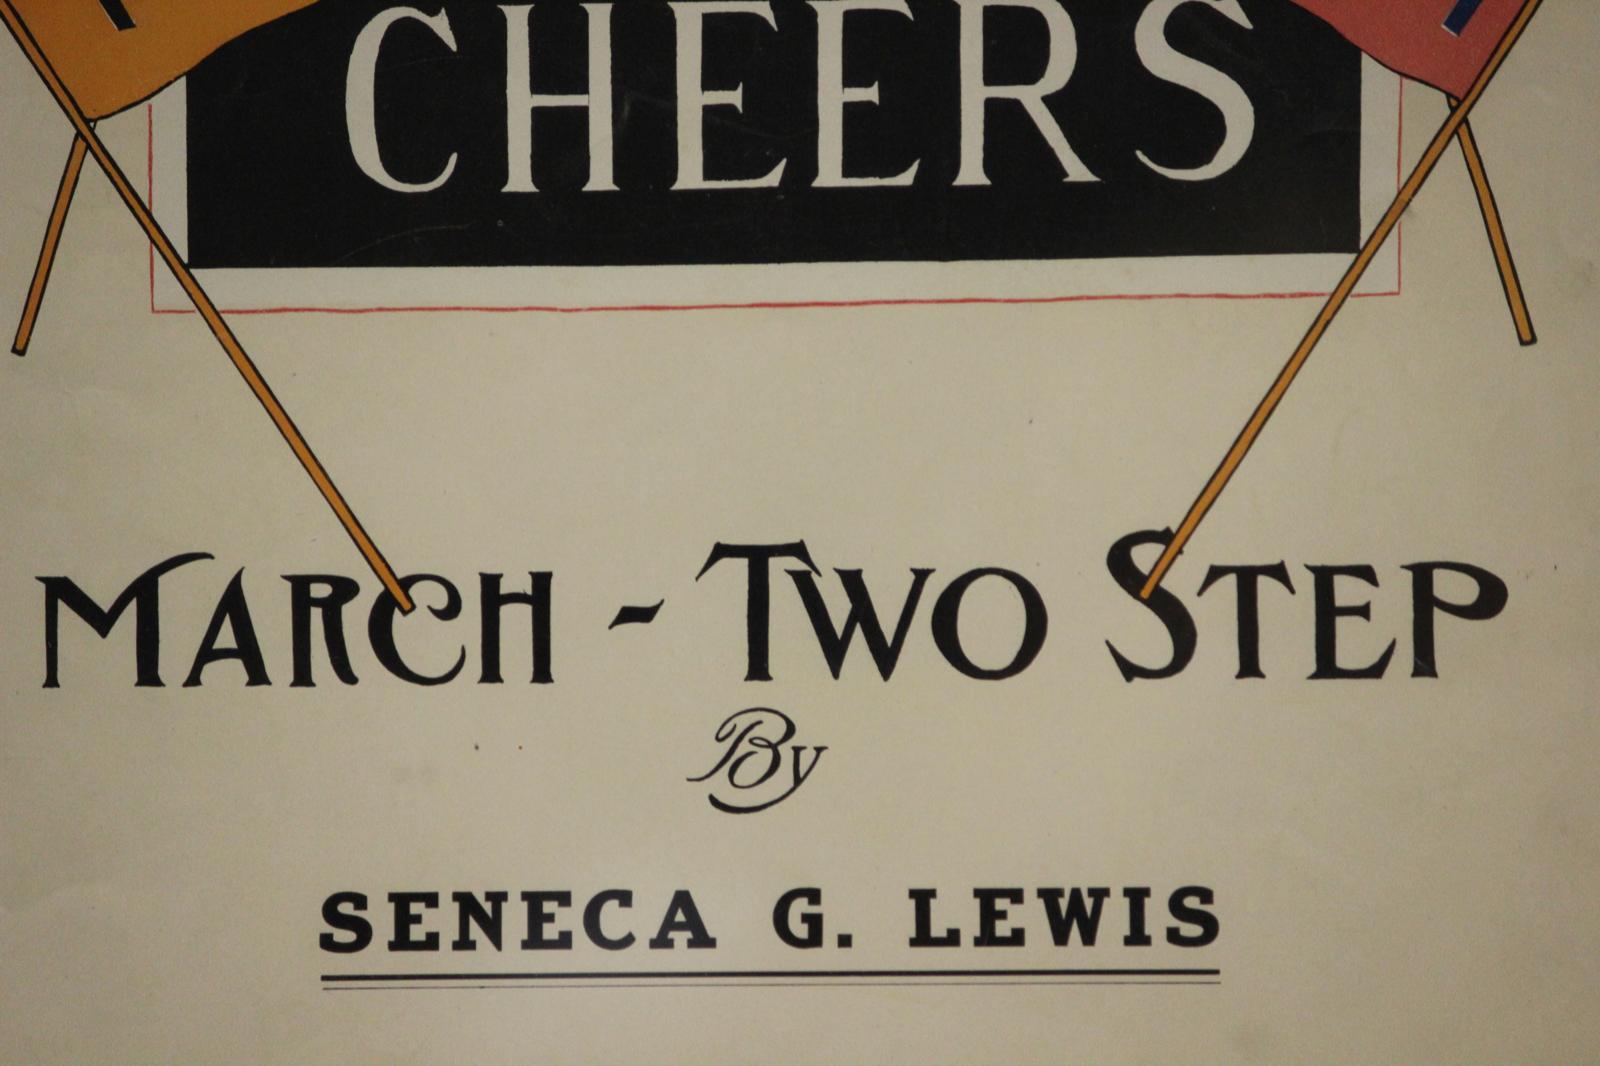 CHEERS
MARCH - TWO STEP
By
SENECA G. LEWIS